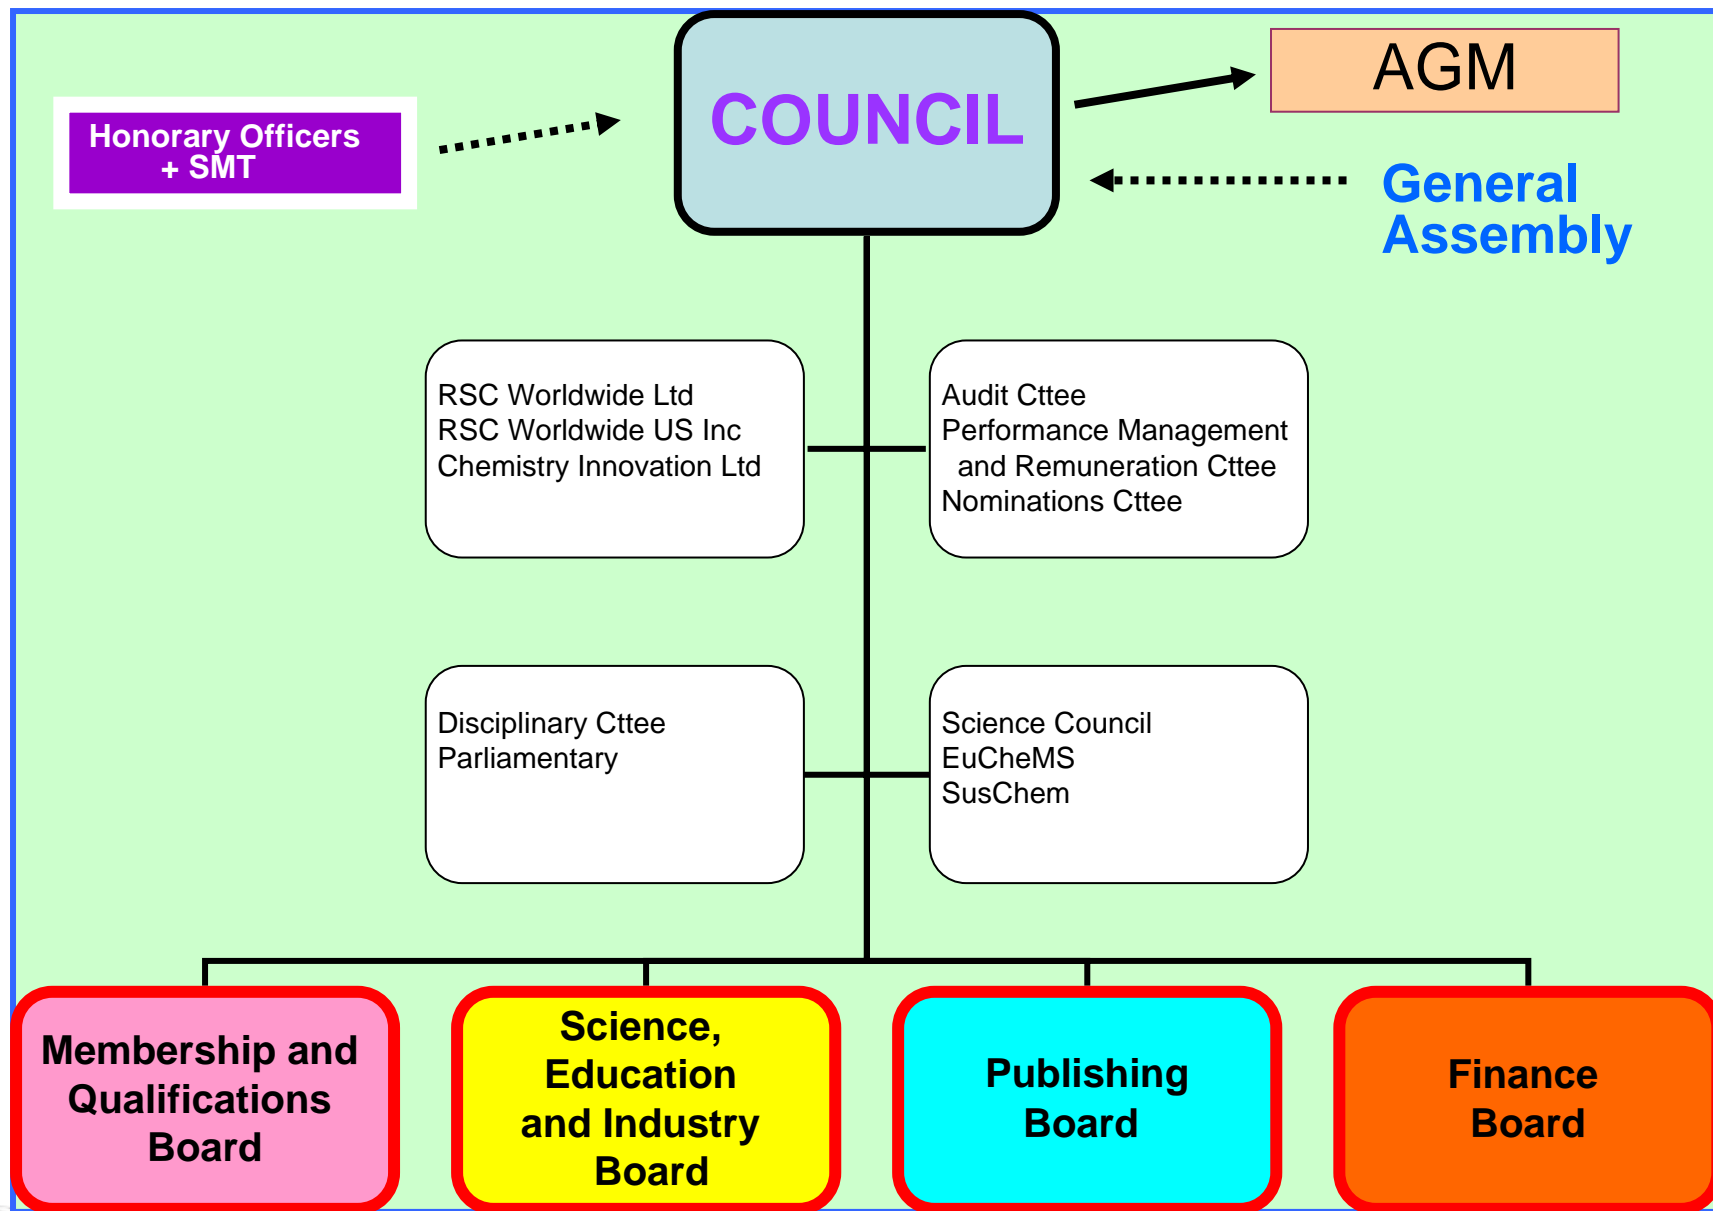 COUNCIL
AGM
Honorary Officers
+ SMT
General
Assembly
RSC Worldwide Ltd
RSC Worldwide US Inc
Chemistry Innovation Ltd
Audit Cttee
Performance Management
and Remuneration Cttee
Nominations Cttee
Disciplinary Cttee
Parliamentary
Science Council
EuCheMS
SusChem
Membership and
Qualifications
Board
Science,
Education
and Industry
Board
Publishing
Board
Finance
Board